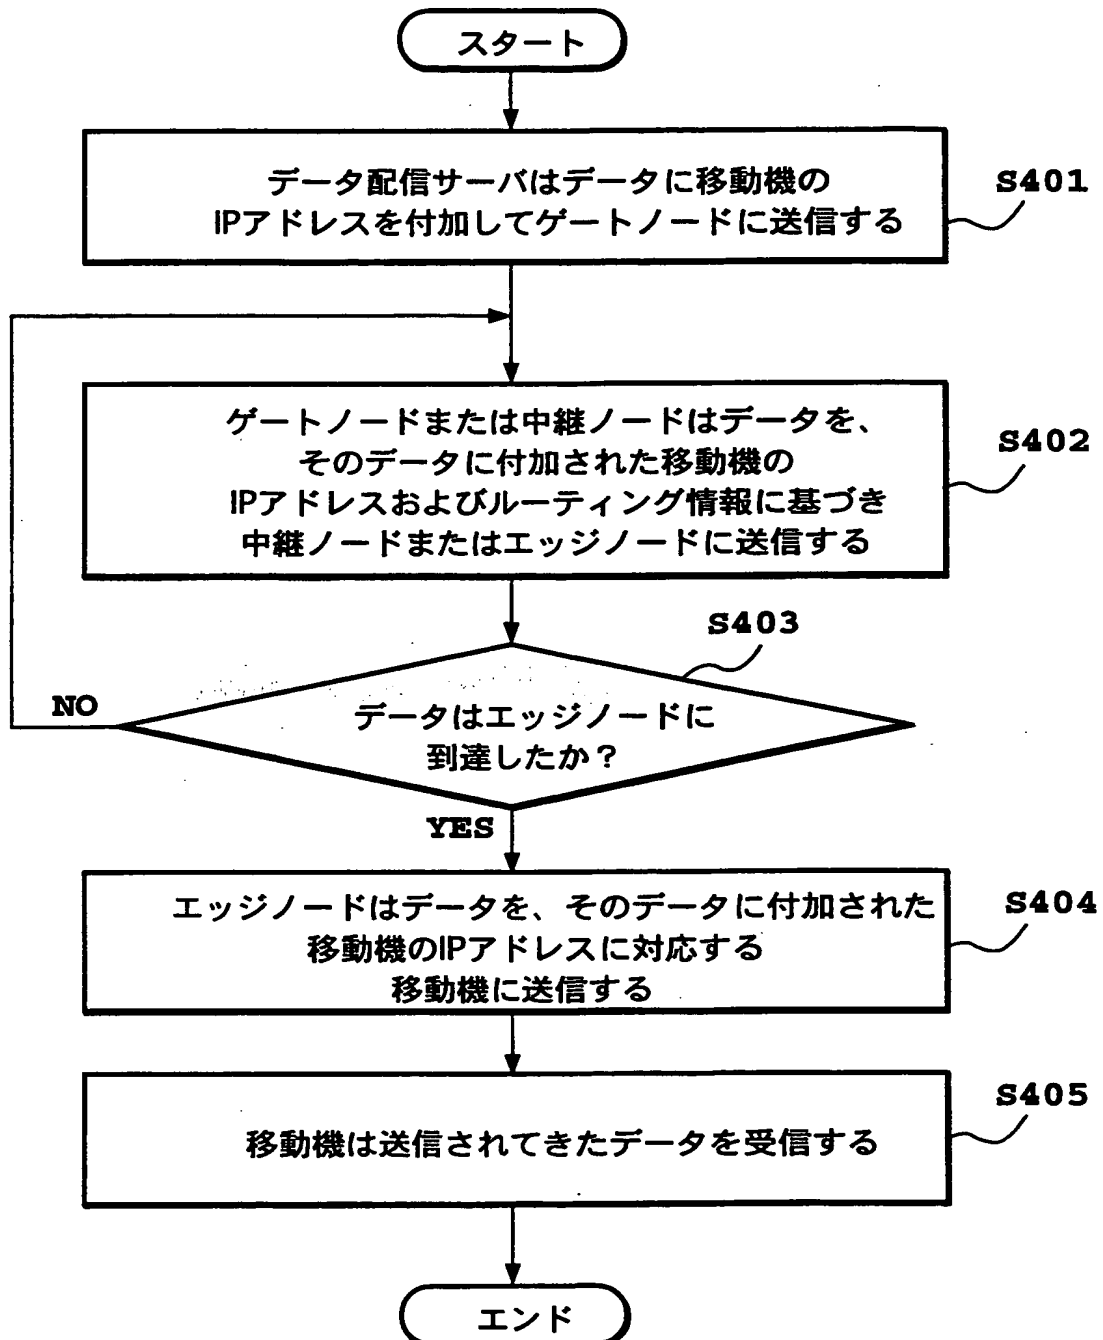 スタート
データ配信サーバはデータに移動機の
IPアドレスを付加してゲートノードに送信する
S401
ゲートノードまたは中継ノードはデータを、
そのデータに付加された移動機の
IPアドレスおよびルーティング情報に基づき
中継ノードまたはエッジノードに送信する
S402
S403
データはエッジノードに
到達したか？
NO
YES
エッジノードはデータを、そのデータに付加された
移動機のIPアドレスに対応する
移動機に送信する
S404
移動機は送信されてきたデータを受信する
S405
エンド